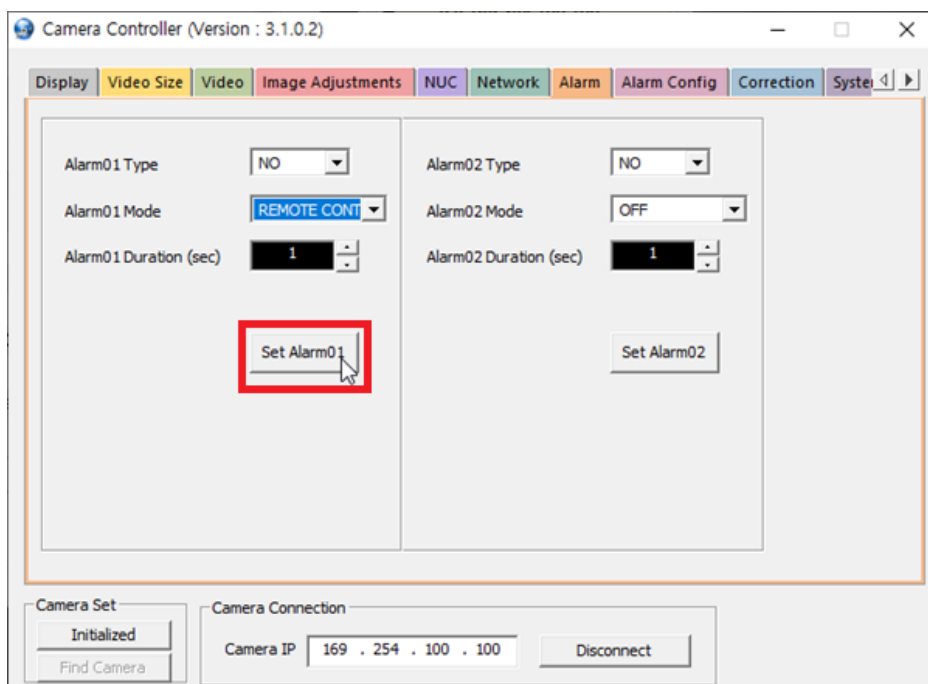 Camera Controller (Version : 3.1.0.2)
Display Video Size Video Image Adjustments NUC Network Alarm Alarm Config Correction Syste
Alarm01 Type NO Alarm02 Type NO
Alarm01 Mode REMOTE CONT Alarm02 Mode OFF
Alarm01 Duration (sec) 1 Alarm02 Duration (sec) 1
Set Alarm01 Set Alarm02
Camera Set Camera Connection
Initialized
Camera IP 169 . 254 . 100 . 100 Disconnect
Find Camera